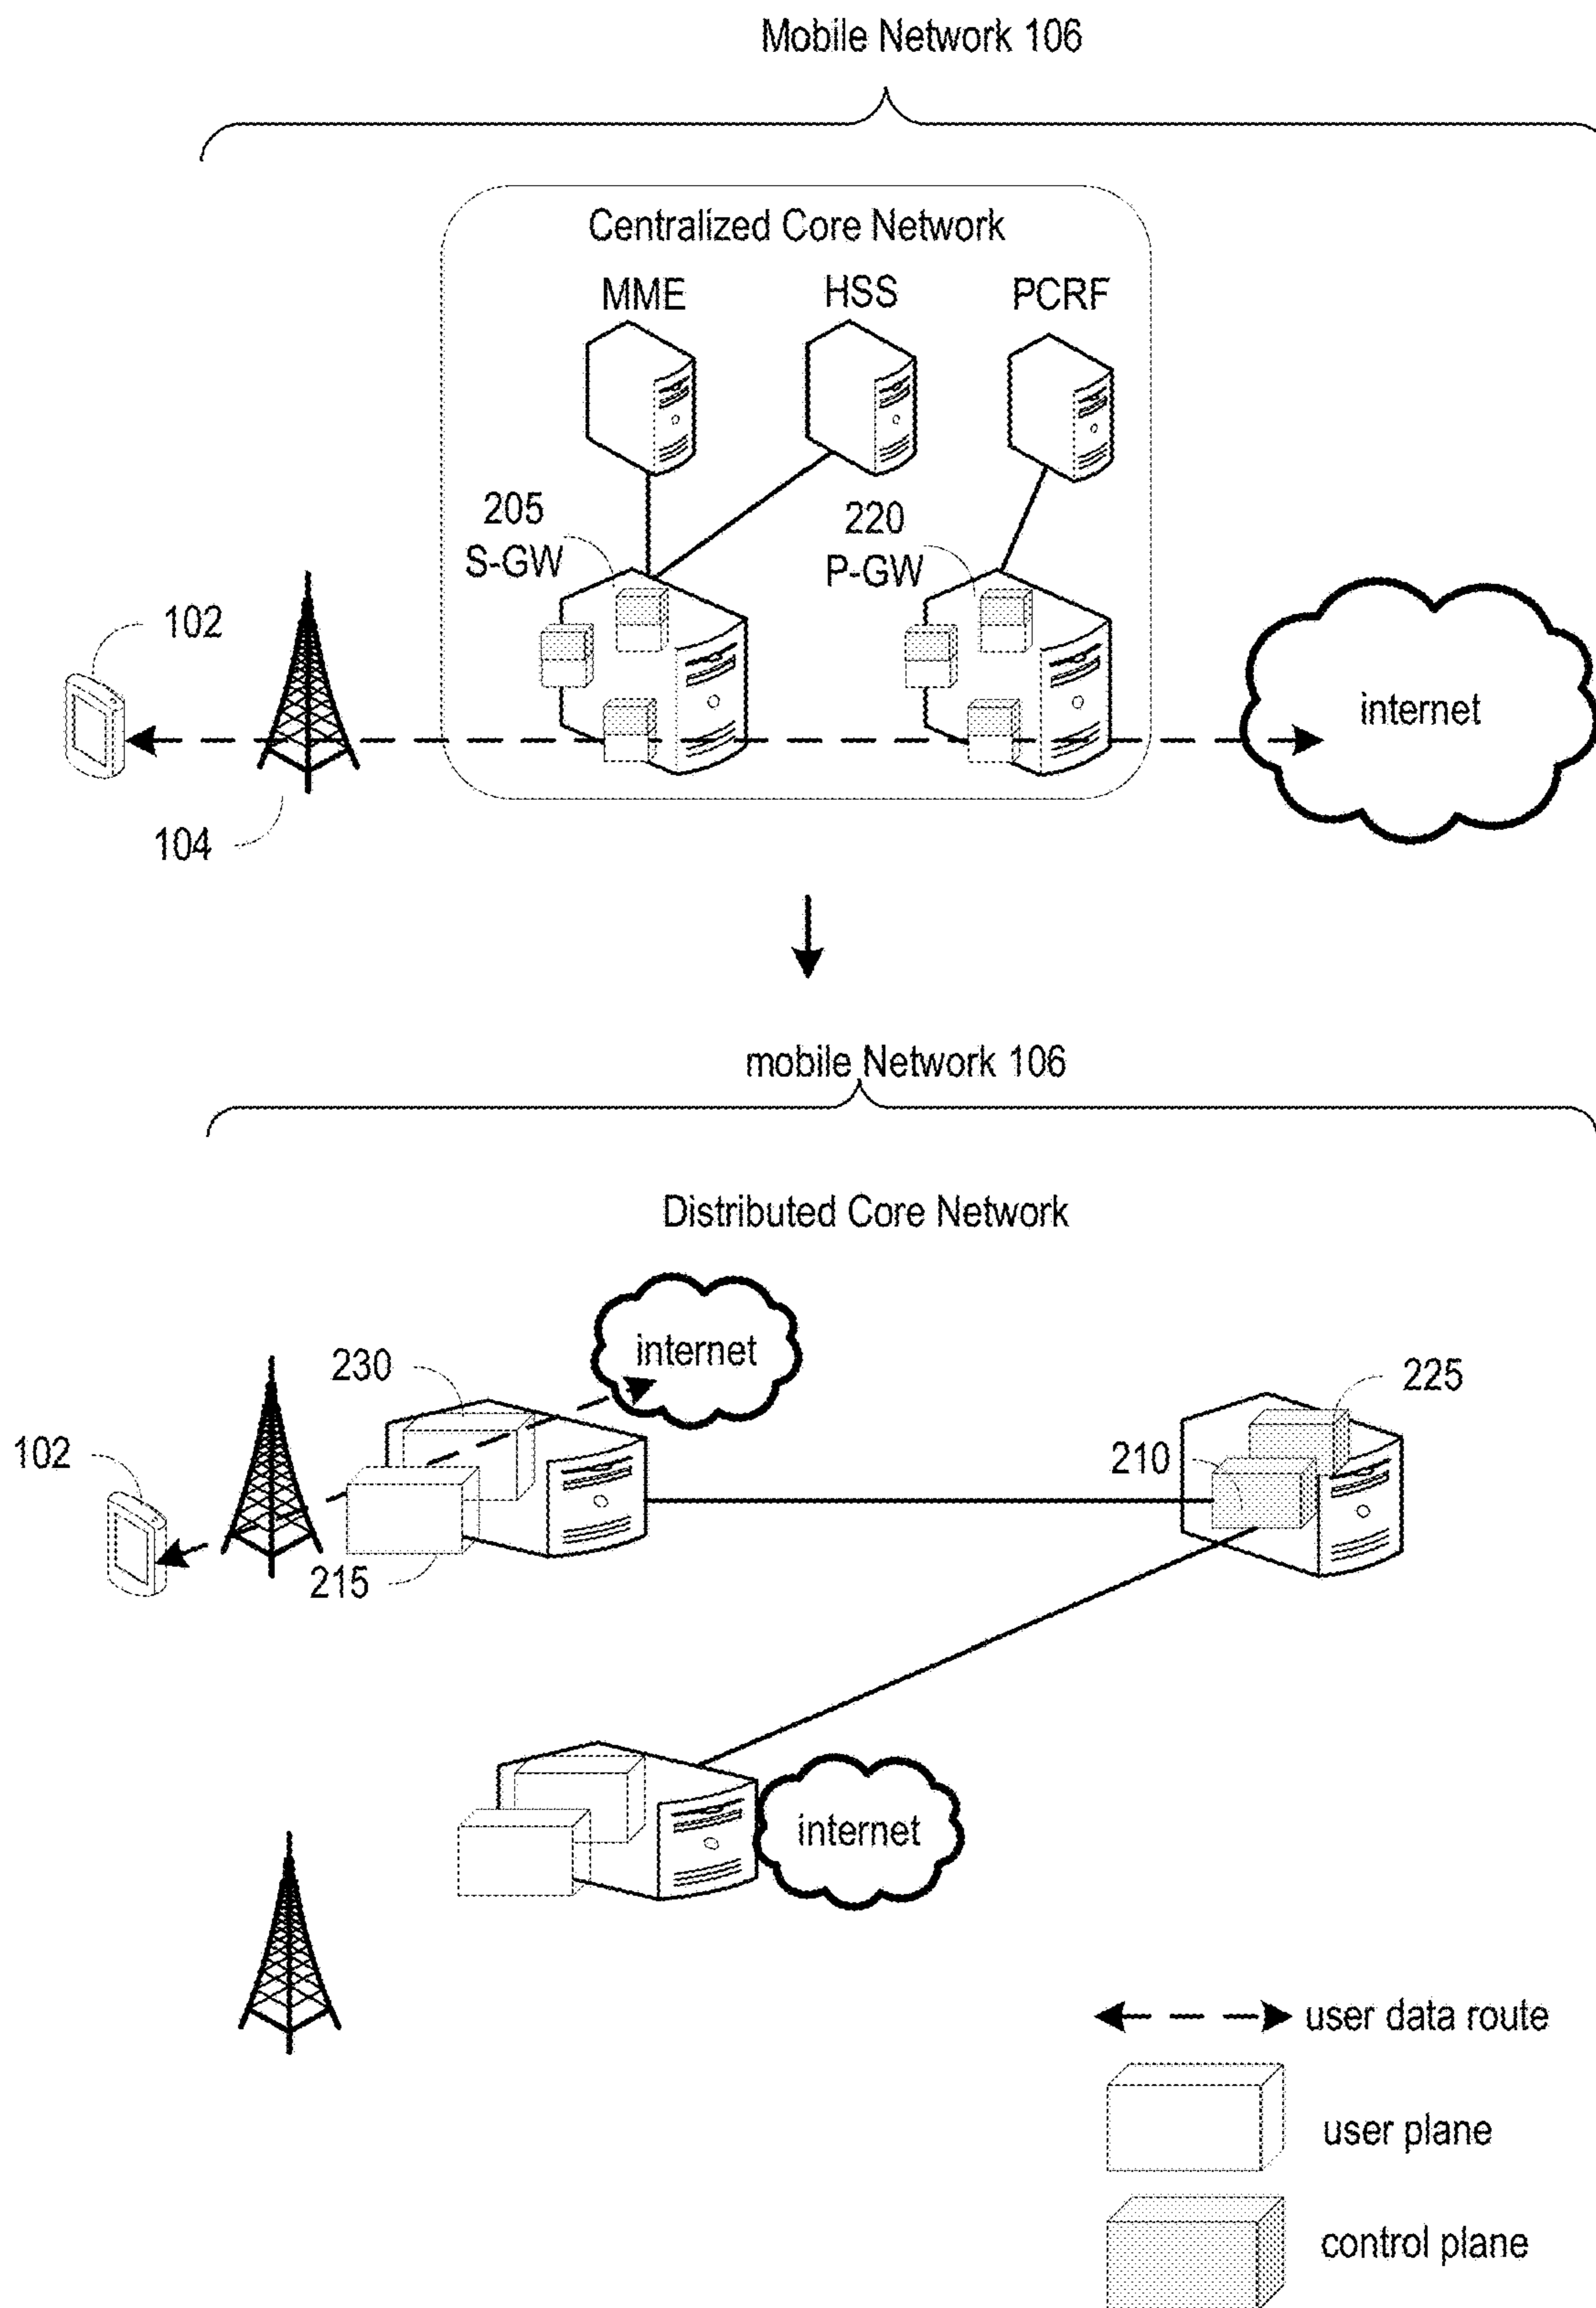 Mobile Network 106
Centralized Core Network
MME HSS PCRF
205 220
S-GW P-GW
102
internet
104
mobile Network 106
Distributed Core Network
internet
230
225
102
210
215
internet
user data route
user plane
control plane